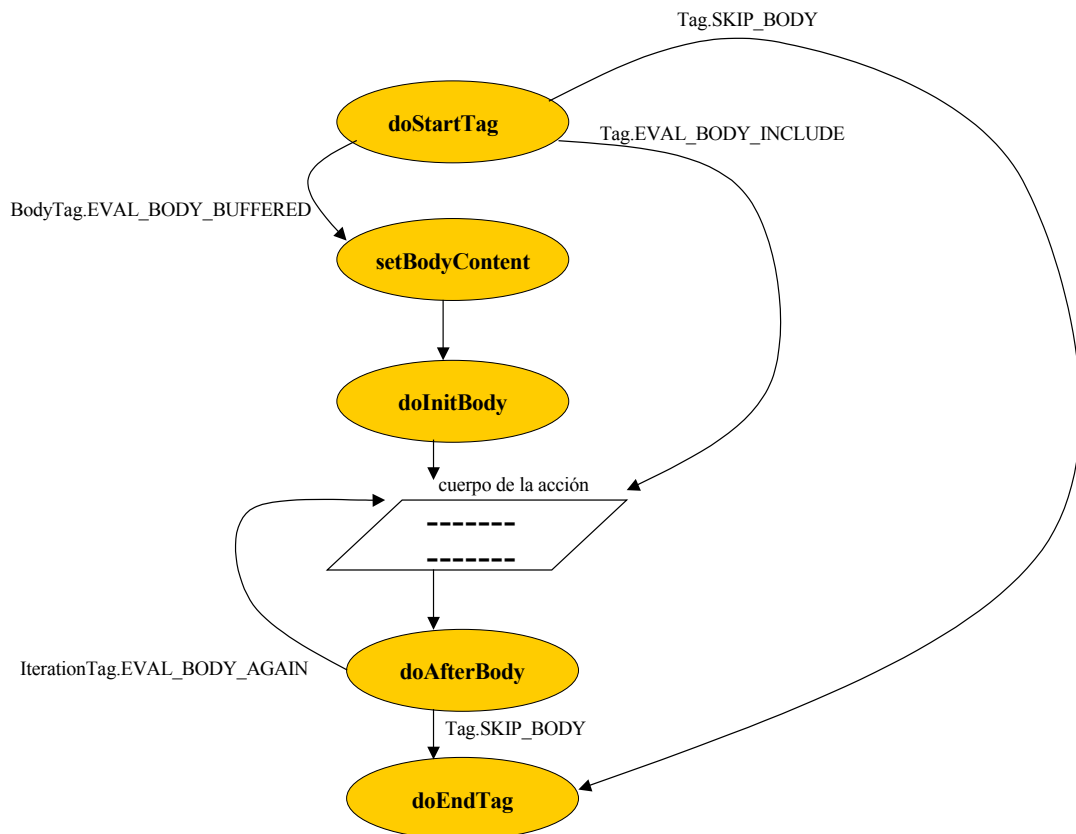 Tag.SKIP_BODY
doStartTag
Tag.EVAL_BODY_INCLUDE
BodyTag.EVAL_BODY_BUFFERED
setBodyContent
doInitBody
cuerpo de la acción
-------
-------
IterationTag.EVAL_BODY_AGAIN
doAfterBody
Tag.SKIP_BODY
doEndTag